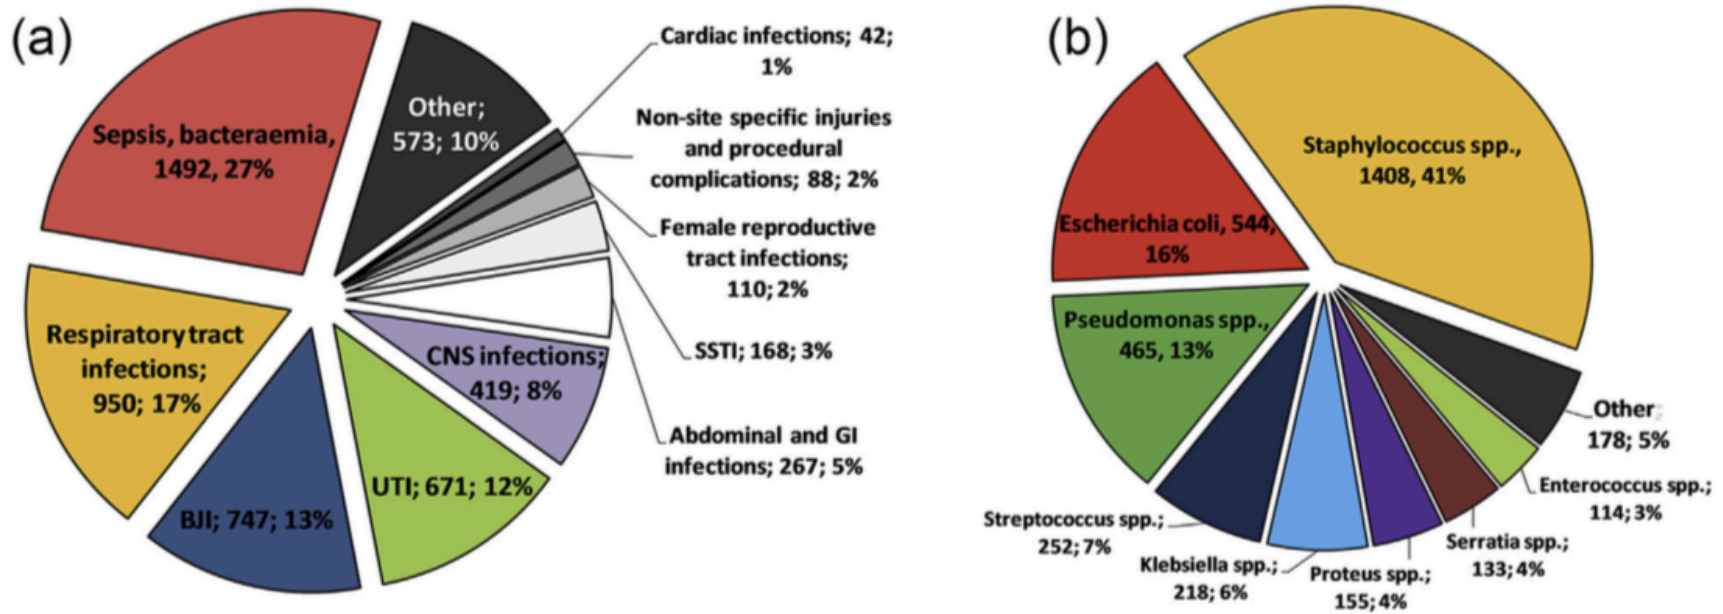 (a)
Sepsis, bacteraemia,
1492, 27%
Other;
573; 10%
Cardiac infections; 42;
1%
Non-site specific injuries
and procedural
complications; 88; 2%
Female reproductive
tract infections;
110; 2%
SSTI; 168; 3%
Abdominal and GI
infections; 267; 5%
CNS infections;
419; 8%
UTI; 671; 12%
BJI; 747; 13%
Respiratory tract
infections;
950; 17%
(b)
Staphylococcus spp.,
1408, 41%
Escherichia coli, 544,
16%
Pseudomonas spp.,
465, 13%
Streptococcus spp.;
252; 7%
Klebsiella spp.;
218; 6%
Proteus spp.;
155; 4%
Serratia spp.;
133; 4%
Enterococcus spp.;
114; 3%
Other;
178; 5%